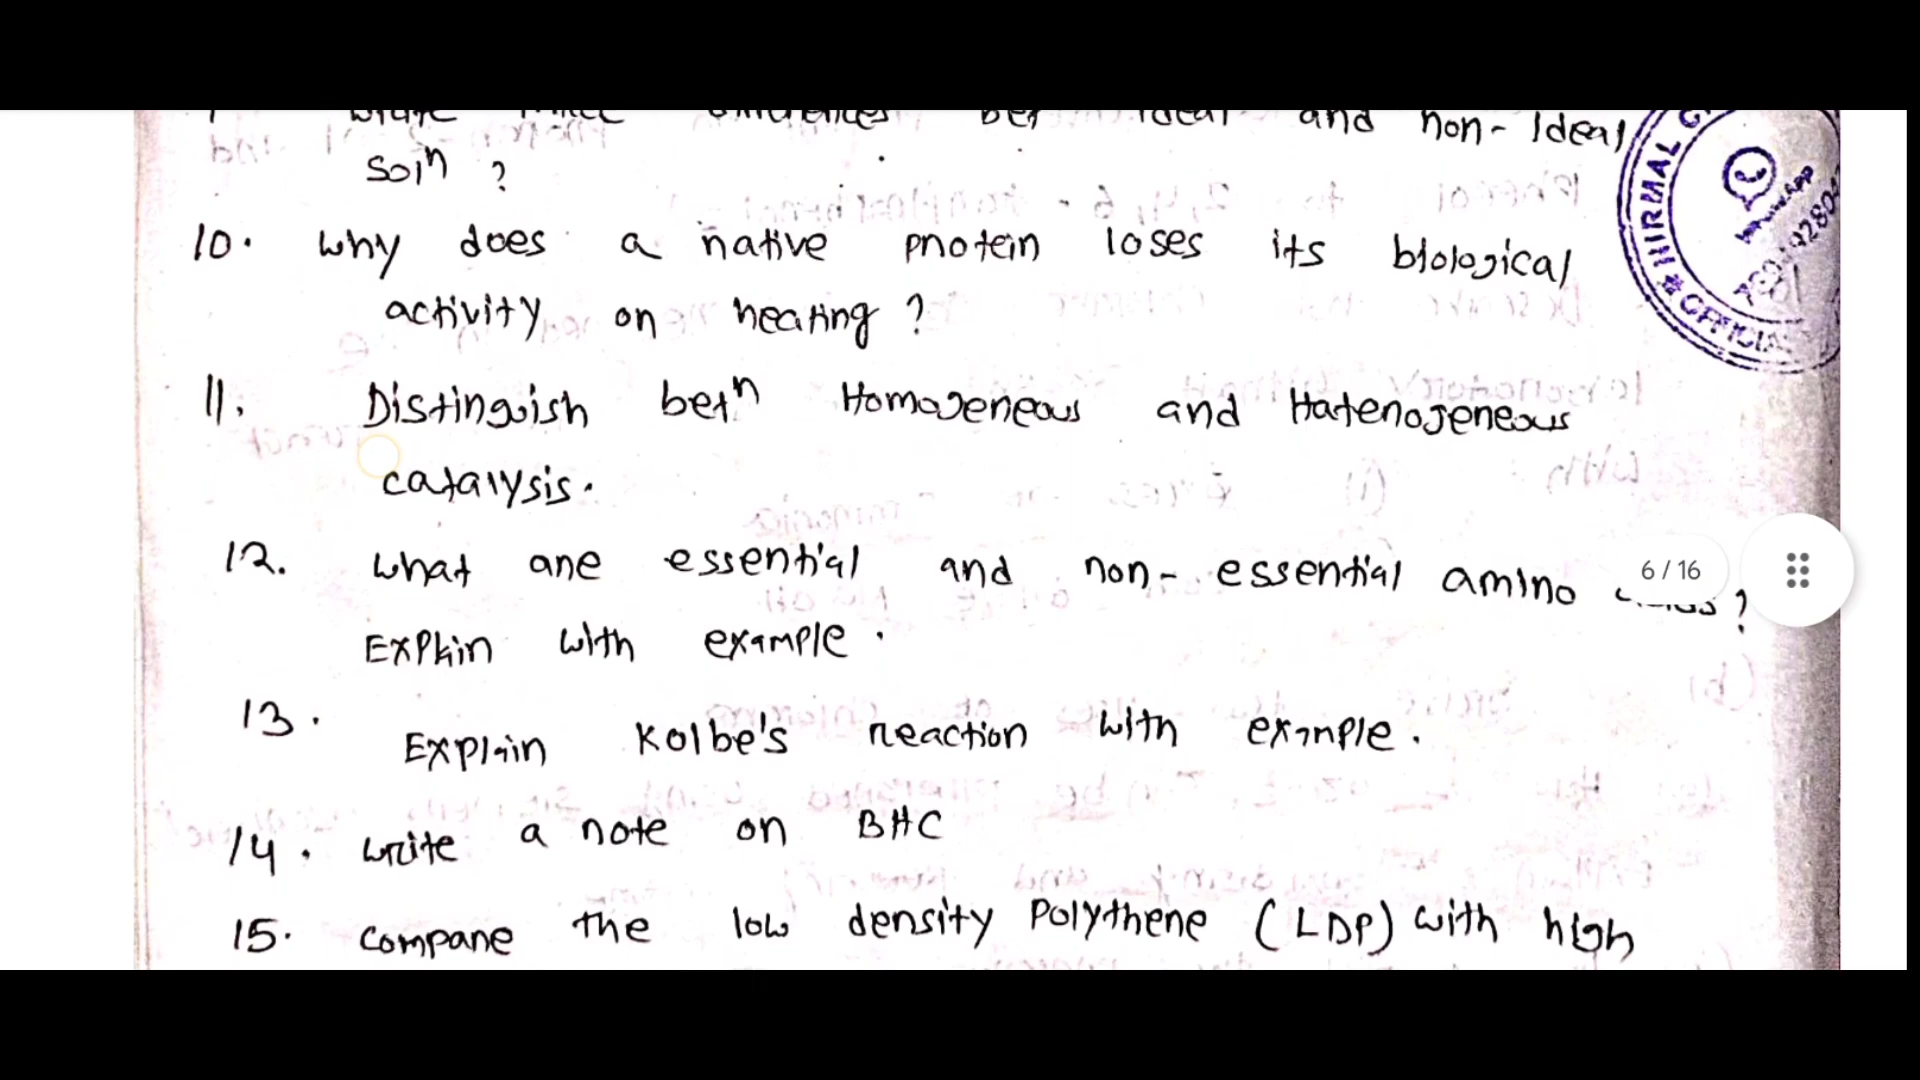 and non-Ideal
soln ?
10. Why does a native protein loses its biological
activity on heating ?
11. Distinguish betn Homogeneous and Haterogeneous
catalysis.
12. What are essential and non-essential amino ?
Explain with example.
13. Explain Kolbe's reaction with example.
14. Write a note on BHC
15. Compare the low density Polythene (LDP) with high
6/16